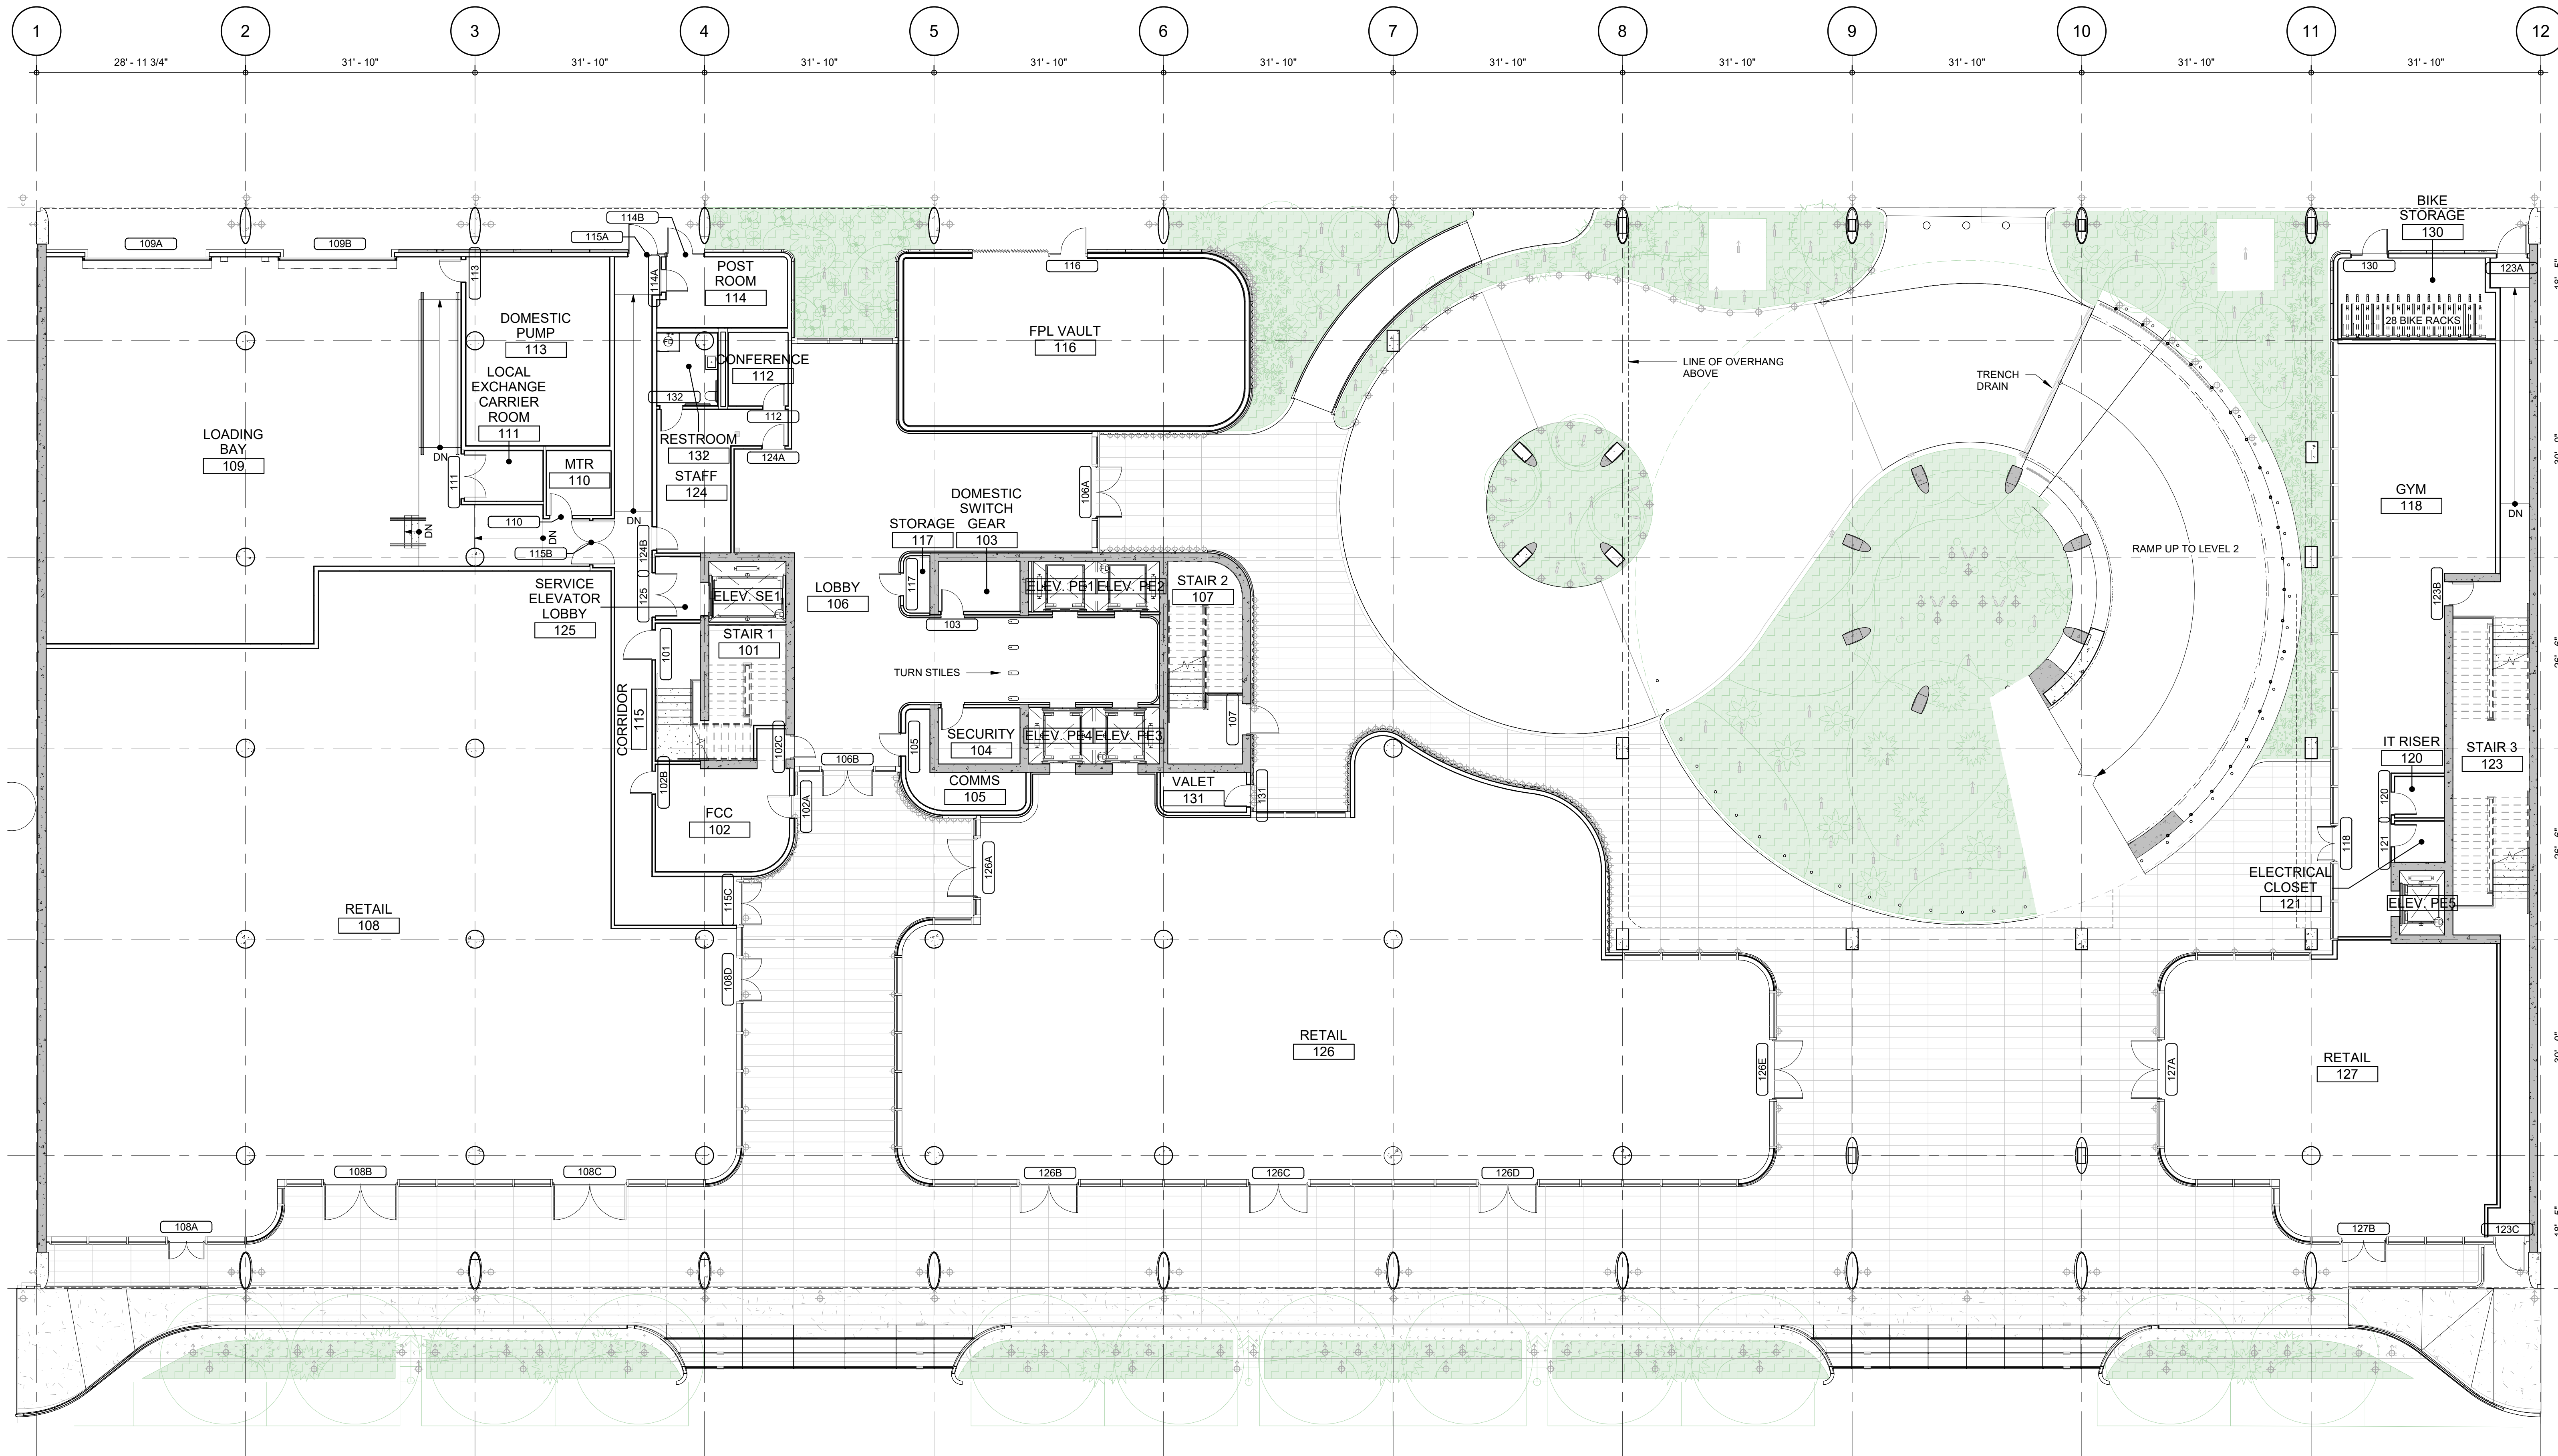 1
2
3
4
5
6
7
8
9
10
11
12
28' - 11 3/4"
31' - 10"
31' - 10"
31' - 10"
31' - 10"
31' - 10"
31' - 10"
31' - 10"
31' - 10"
31' - 10"
31' - 10"
109A
109B
113
115A
114B
114A
POST
ROOM
114
116
FPL VAULT
116
BIKE
STORAGE
130
130
123A
28 BIKE RACKS
DOMESTIC
PUMP
113
LOCAL
EXCHANGE
CARRIER
ROOM
111
FD
CONFERENCE
112
132
112
RESTROOM
132
124A
STAFF
124
LINE OF OVERHANG
ABOVE
TRENCH
DRAIN
RAMP UP TO LEVEL 2
LOADING
BAY
109
DN
111
MTR
110
110
DN
DN
DN
115B
124B
106A
STORAGE
117
DOMESTIC
SWITCH
GEAR
103
GYM
118
DN
SERVICE
ELEVATOR
LOBBY
125
125
ELEV. SE1
FD
LOBBY
106
117
103
ELEV. PE1
ELEV. PE2
FD
STAIR 2
107
123B
101
STAIR 1
101
TURN STILES
CORRIDOR
115
102C
106B
105
SECURITY
104
ELEV. PE4
ELEV. PE3
FD
107
IT RISER
120
STAIR 3
123
102B
102A
FCC
102
COMMS
105
VALET
131
131
120
121
118
126A
115C
ELECTRICAL
CLOSET
121
ELEV. PE5
FD
RETAIL
108
108D
RETAIL
126
126E
127A
RETAIL
127
108A
108B
108C
126B
126C
126D
127B
123C